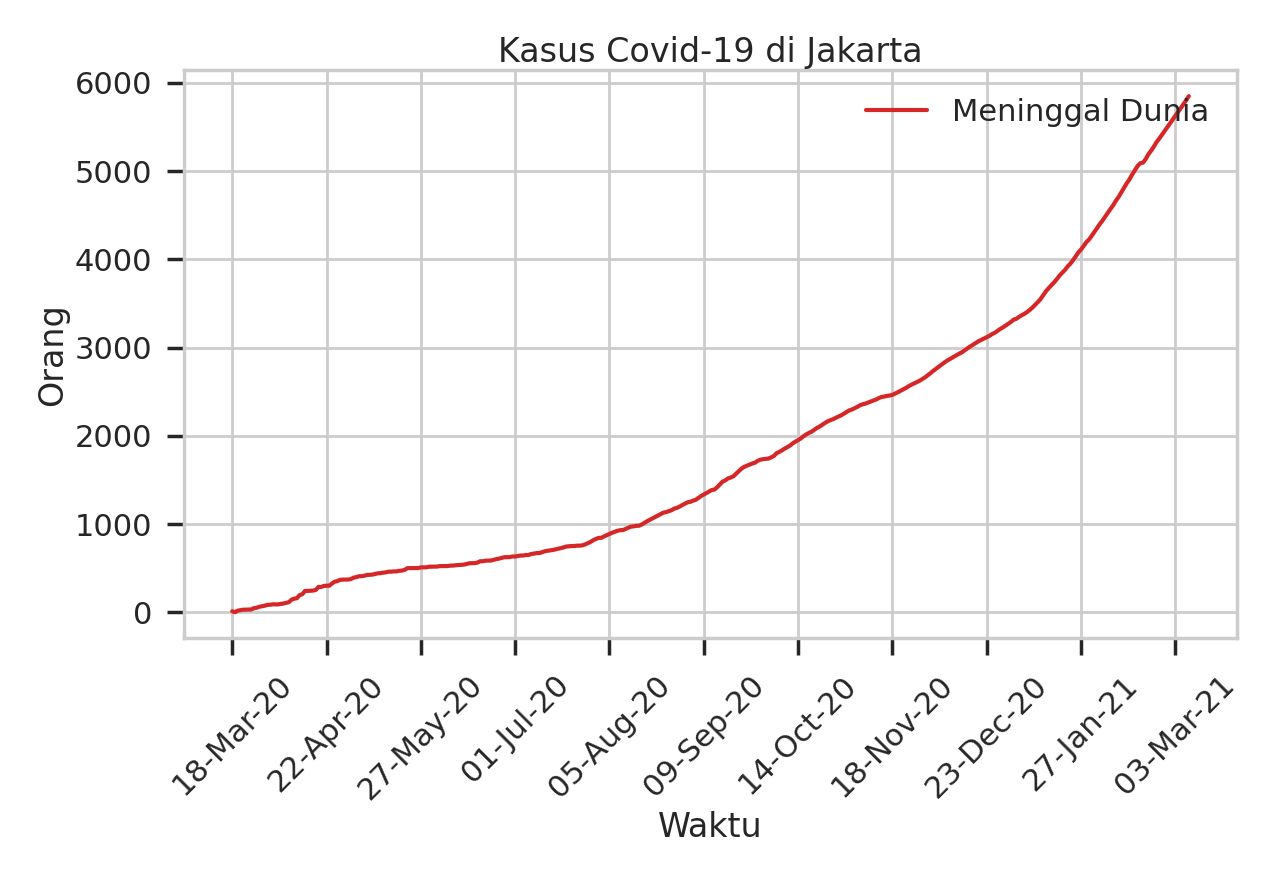 Kasus Covid-19 di Jakarta
Meninggal Dunia
Orang
6000
5000
4000
3000
2000
1000
0
18-Mar-20
22-Apr-20
27-May-20
01-Jul-20
05-Aug-20
09-Sep-20
14-Oct-20
18-Nov-20
23-Dec-20
27-Jan-21
03-Mar-21
Waktu